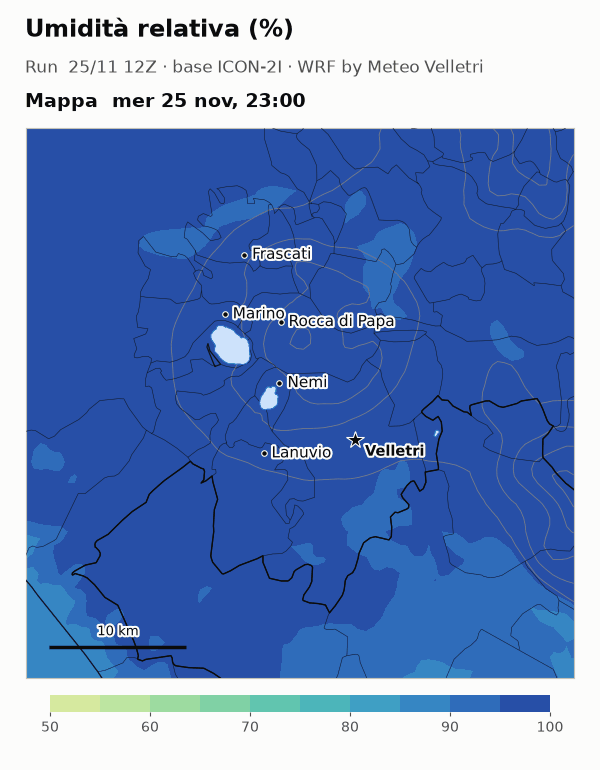 Umidità relativa (%)
Run  25/11 12Z · base ICON-2I · WRF by Meteo Velletri
Mappa  mer 25 nov, 23:00
Frascati
Marino
Rocca di Papa
Nemi
Velletri
Lanuvio
10 km
50 60 70 80 90 100